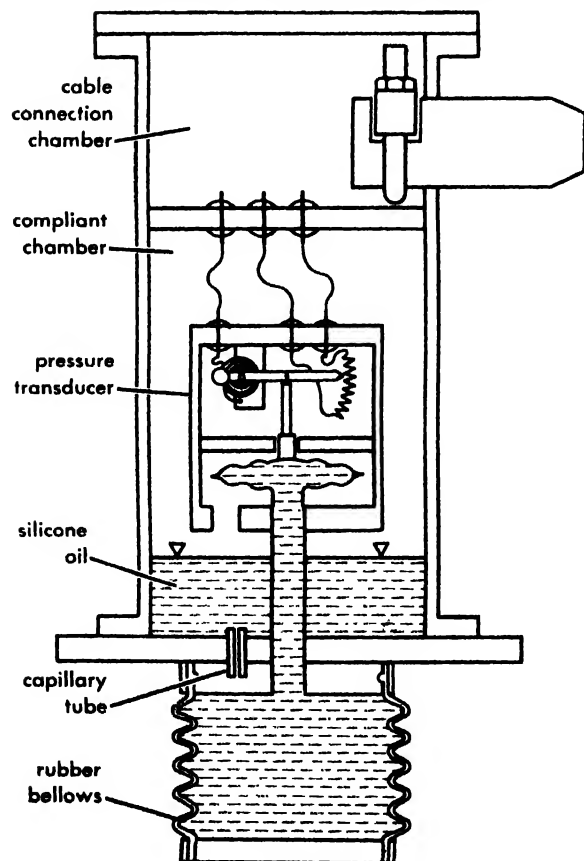 cable
connection
chamber
compliant
chamber
pressure
transducer
silicone
oil
capillary
tube
rubber
bellows